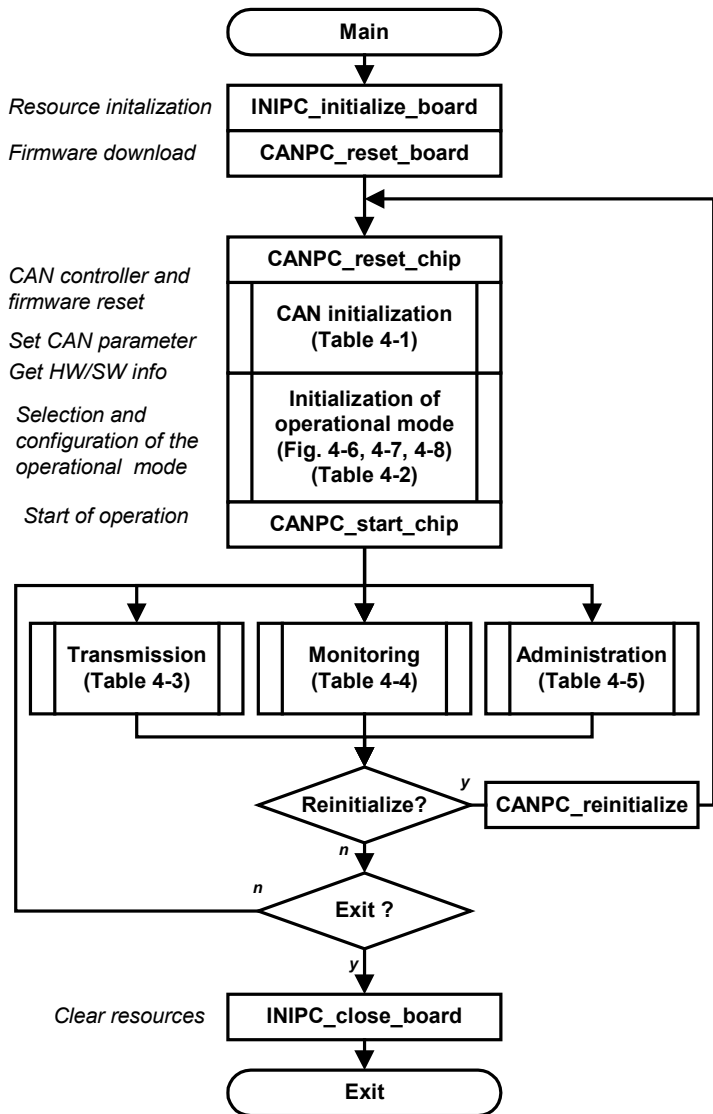 Main
Resource initalization
INIPC_initialize_board
Firmware download
CANPC_reset_board
CANPC_reset_chip
CAN controller and
firmware reset
CAN initialization
(Table 4-1)
Set CAN parameter
Get HW/SW info
Initialization of
operational mode
(Fig. 4-6, 4-7, 4-8)
(Table 4-2)
Selection and
configuration of the
operational mode
Start of operation
CANPC_start_chip
Transmission
(Table 4-3)
Monitoring
(Table 4-4)
Administration
(Table 4-5)
Reinitialize?
y
CANPC_reinitialize
n
Exit ?
n
y
Clear resources
INIPC_close_board
Exit